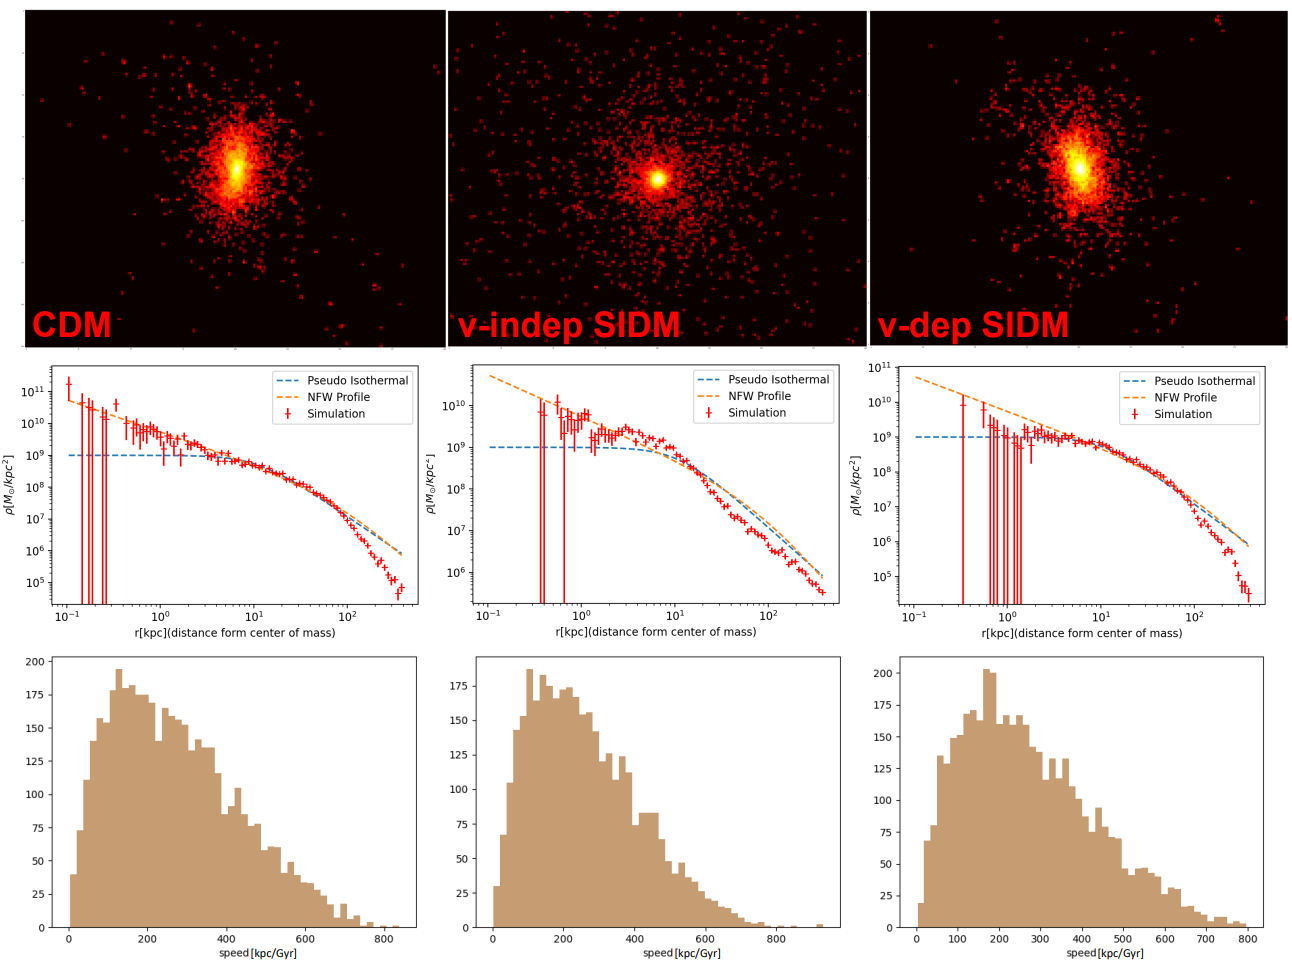 CDM
v-indep SIDM
v-dep SIDM
10^11
10^10
10^9
10^8
10^7
10^6
10^5
ρ[M⊙/kpc^2]
Pseudo Isothermal
NFW Profile
Simulation
10^-1
10^0
10^1
10^2
r[kpc](distance form center of mass)
10^10
10^9
10^8
10^7
10^6
ρ[M⊙/kpc^2]
Pseudo Isothermal
NFW Profile
Simulation
10^-1
10^0
10^1
10^2
r[kpc](distance form center of mass)
10^11
10^10
10^9
10^8
10^7
10^6
10^5
ρ[M⊙/kpc^2]
Pseudo Isothermal
NFW Profile
Simulation
10^-1
10^0
10^1
10^2
r[kpc](distance form center of mass)
200
175
150
125
100
75
50
25
0
0 200 400 600 800
speed[kpc/Gyr]
175
150
125
100
75
50
25
0
0 200 400 600 800
speed[kpc/Gyr]
200
175
150
125
100
75
50
25
0
0 100 200 300 400 500 600 700 800
speed[kpc/Gyr]